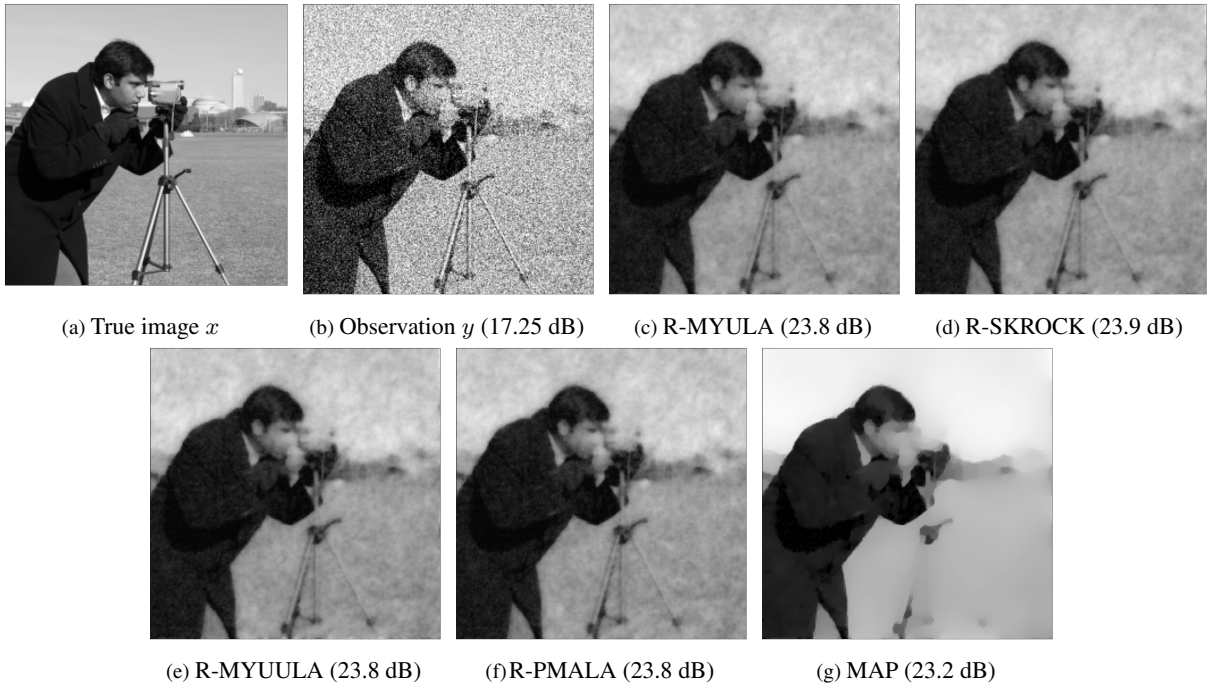 (a) True image x
(b) Observation y (17.25 dB)
(c) R-MYULA (23.8 dB)
(d) R-SKROCK (23.9 dB)
(e) R-MYUULA (23.8 dB)
(f) R-PMALA (23.8 dB)
(g) MAP (23.2 dB)